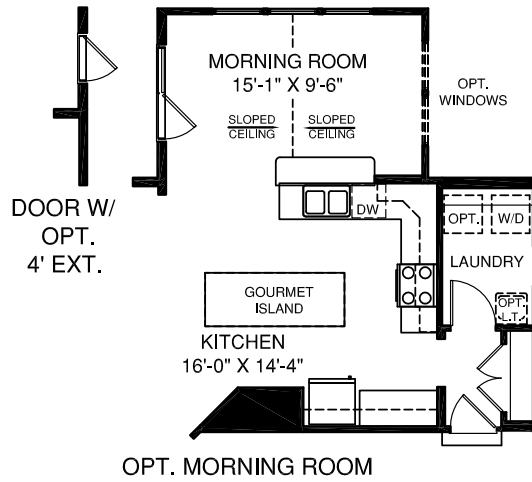 MORNING ROOM
15'-1" X 9'-6"
SLOPED
CEILING
SLOPED
CEILING
OPT.
WINDOWS
DOOR W/
OPT.
4' EXT.
DW
OPT.
W/D
LAUNDRY
OPT.
L.T.
GOURMET
ISLAND
KITCHEN
16'-0" X 14'-4"
OPT. MORNING ROOM